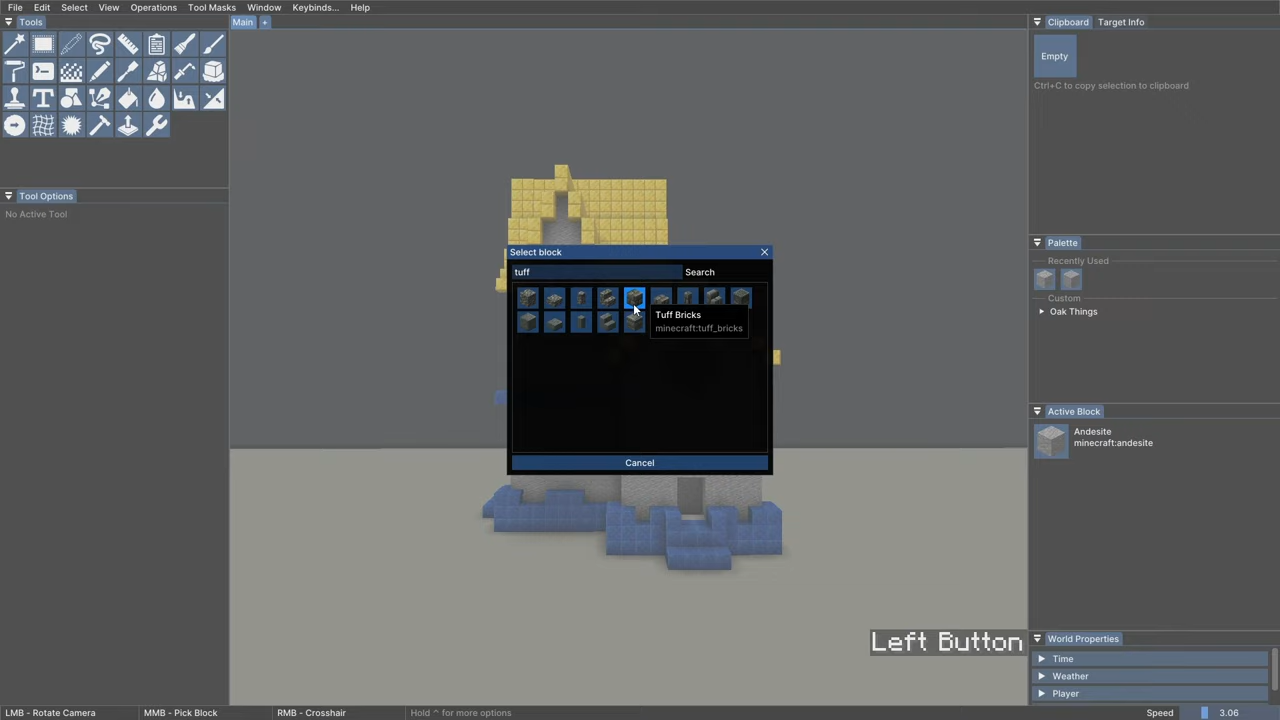 File Edit Select View Operations Tool Masks Window Keybinds... Help
Tools
Main +
Clipboard Target Info
Empty
Ctrl+C to copy selection to clipboard
Tool Options
No Active Tool
Select block
tuff Search
Tuff Bricks
minecraft:tuff_bricks
Cancel
Palette
Recently Used
Custom
Oak Things
Active Block
Andesite
minecraft:andesite
Left Button
World Properties
Time
Weather
Player
LMB - Rotate Camera MMB - Pick Block RMB - Crosshair Hold ^ for more options Speed 3.06